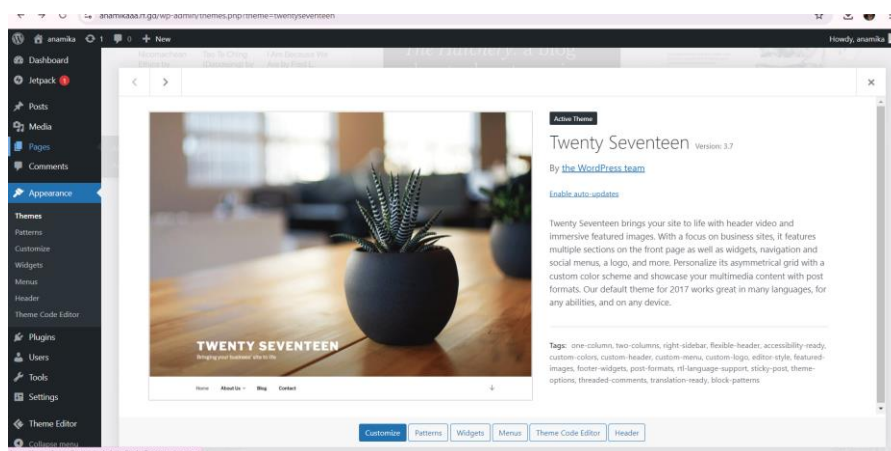 anamikaaa.rf.gd/wp-admin/themes.php?theme=twentyseventeen
anamika 1 0 + New
Howdy, anamika
Dashboard
Jetpack 1
Posts
Media
Pages
Comments
Appearance
Themes
Patterns
Customize
Widgets
Menus
Header
Theme Code Editor
Plugins
Users
Tools
Settings
Theme Editor
Collapse menu
TWENTY SEVENTEEN
Bringing your business' site to life
Home About Us Blog Contact
Active Theme
Twenty Seventeen Version: 3.7
By the WordPress team
Enable auto-updates
Twenty Seventeen brings your site to life with header video and
immersive featured images. With a focus on business sites, it features
multiple sections on the front page as well as widgets, navigation and
social menus, a logo, and more. Personalize its asymmetrical grid with a
custom color scheme and showcase your multimedia content with post
formats. Our default theme for 2017 works great in many languages, for
any abilities, and on any device.
Tags: one-column, two-columns, right-sidebar, flexible-header, accessibility-ready,
custom-colors, custom-header, custom-menu, custom-logo, editor-style, featured-
images, footer-widgets, post-formats, rtl-language-support, sticky-post, theme-
options, threaded-comments, translation-ready, block-patterns
Customize Patterns Widgets Menus Theme Code Editor Header